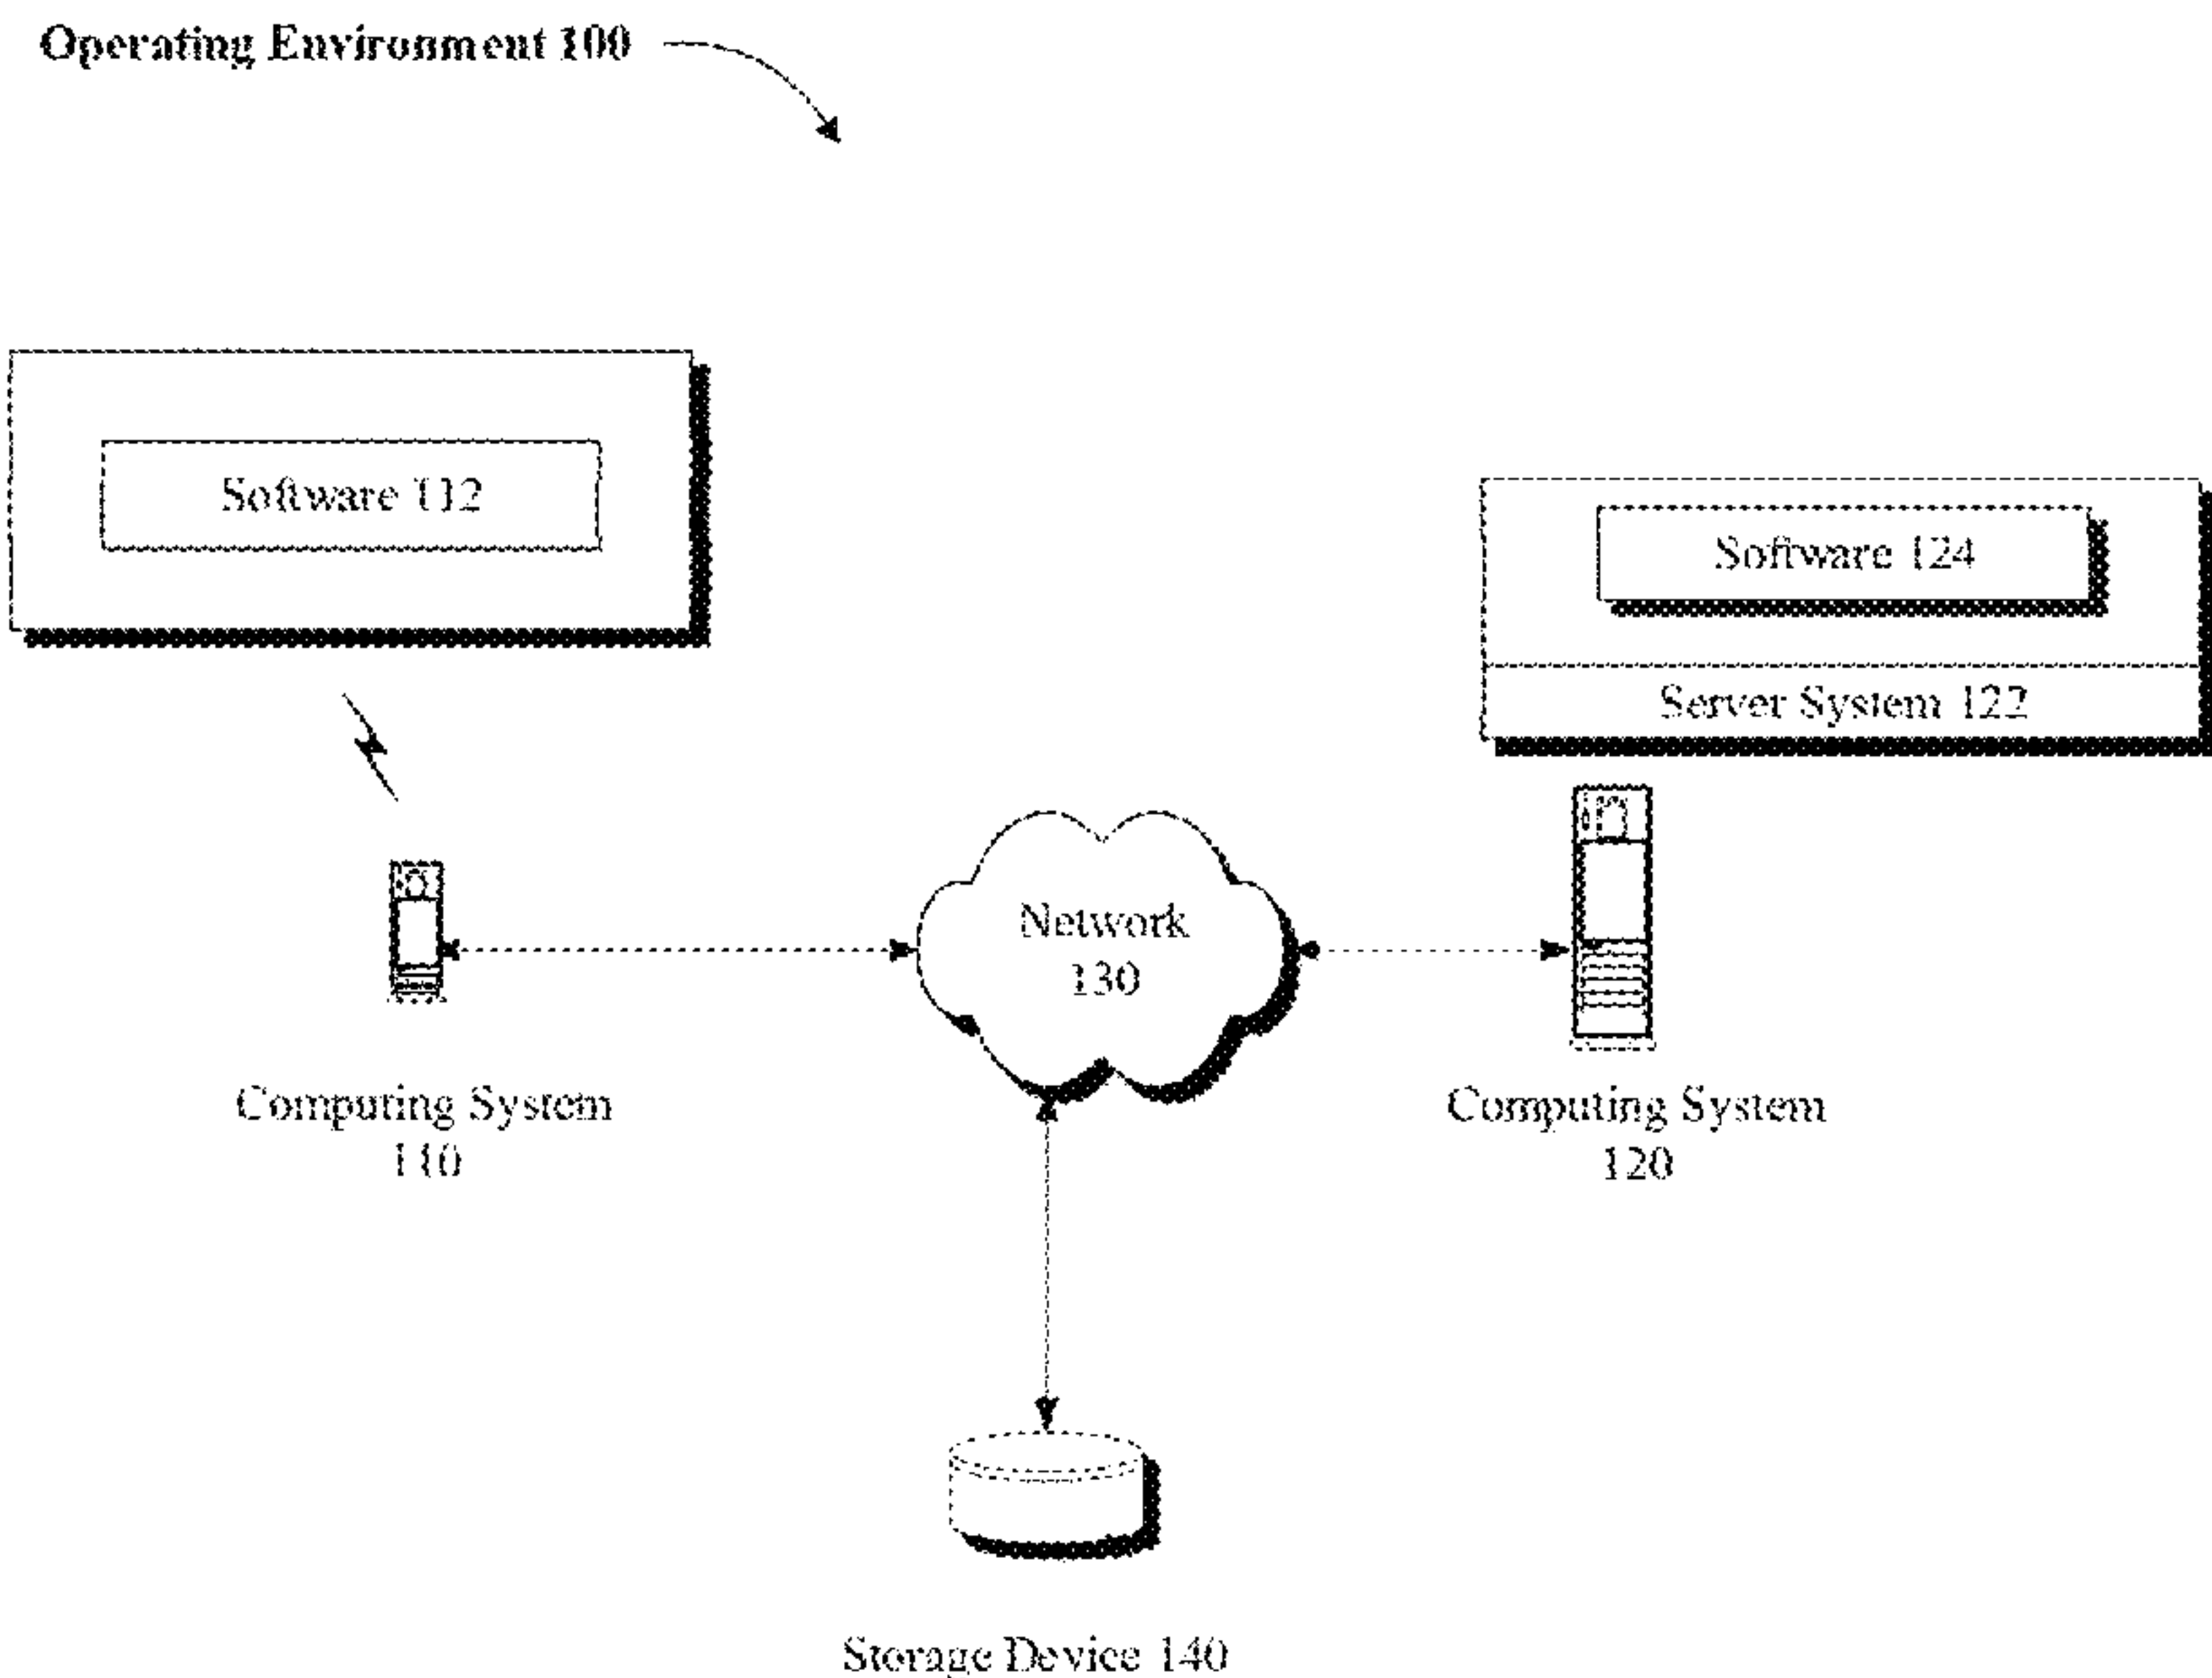 Operating Environment 100
Software 112
Software 124
Server System 122
Network
130
Computing System
110
Computing System
120
Storage Device 140